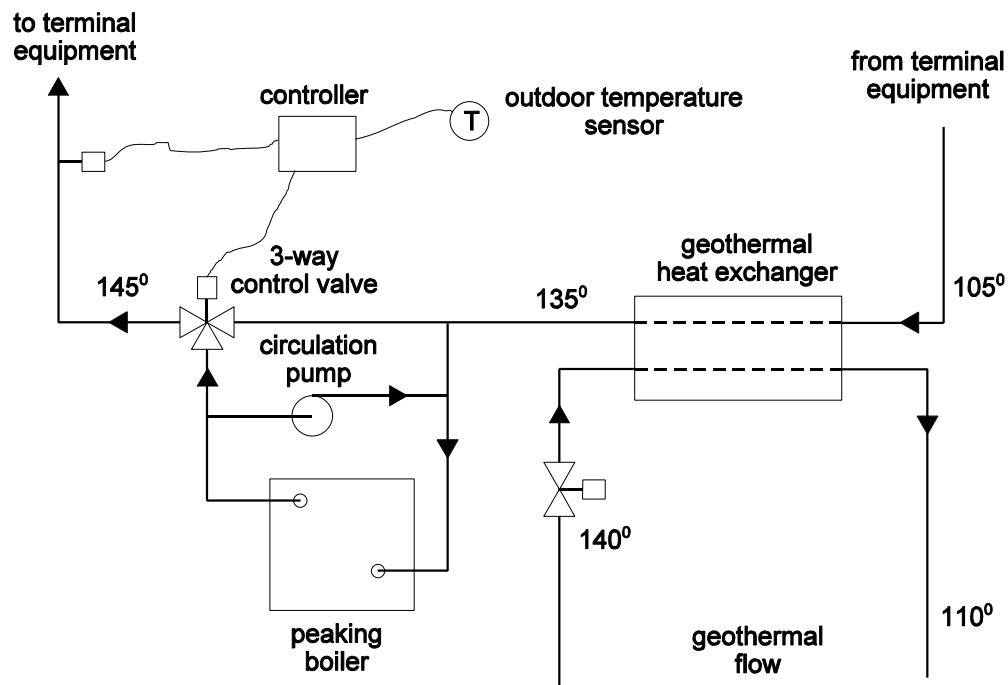 to terminal
equipment
controller
T
outdoor temperature
sensor
from terminal
equipment
3-way
control valve
geothermal
heat exchanger
145⁰
135⁰
105⁰
circulation
pump
140⁰
110⁰
peaking
boiler
geothermal
flow